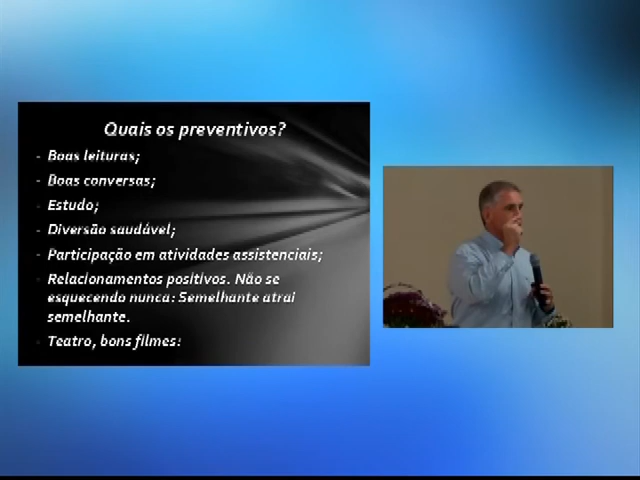 Quais os preventivos?
- Boas leituras;
- Boas conversas;
- Estudo;
- Diversão saudável;
- Participação em atividades assistenciais;
- Relacionamentos positivos. Não se
esquecendo nunca: Semelhante atrai
semelhante.
- Teatro, bons filmes: